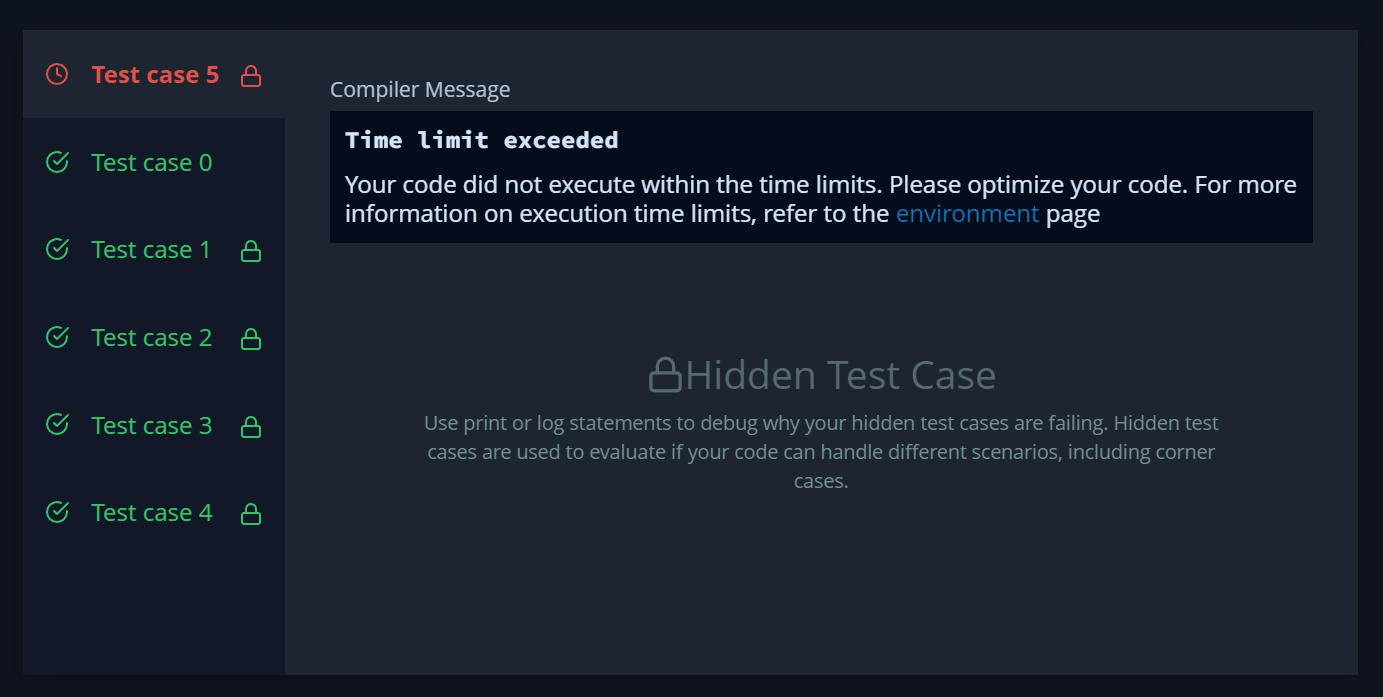 Test case 5
Test case 0
Test case 1
Test case 2
Test case 3
Test case 4
Compiler Message
Time limit exceeded
Your code did not execute within the time limits. Please optimize your code. For more
information on execution time limits, refer to the environment page
Hidden Test Case
Use print or log statements to debug why your hidden test cases are failing. Hidden test
cases are used to evaluate if your code can handle different scenarios, including corner
cases.